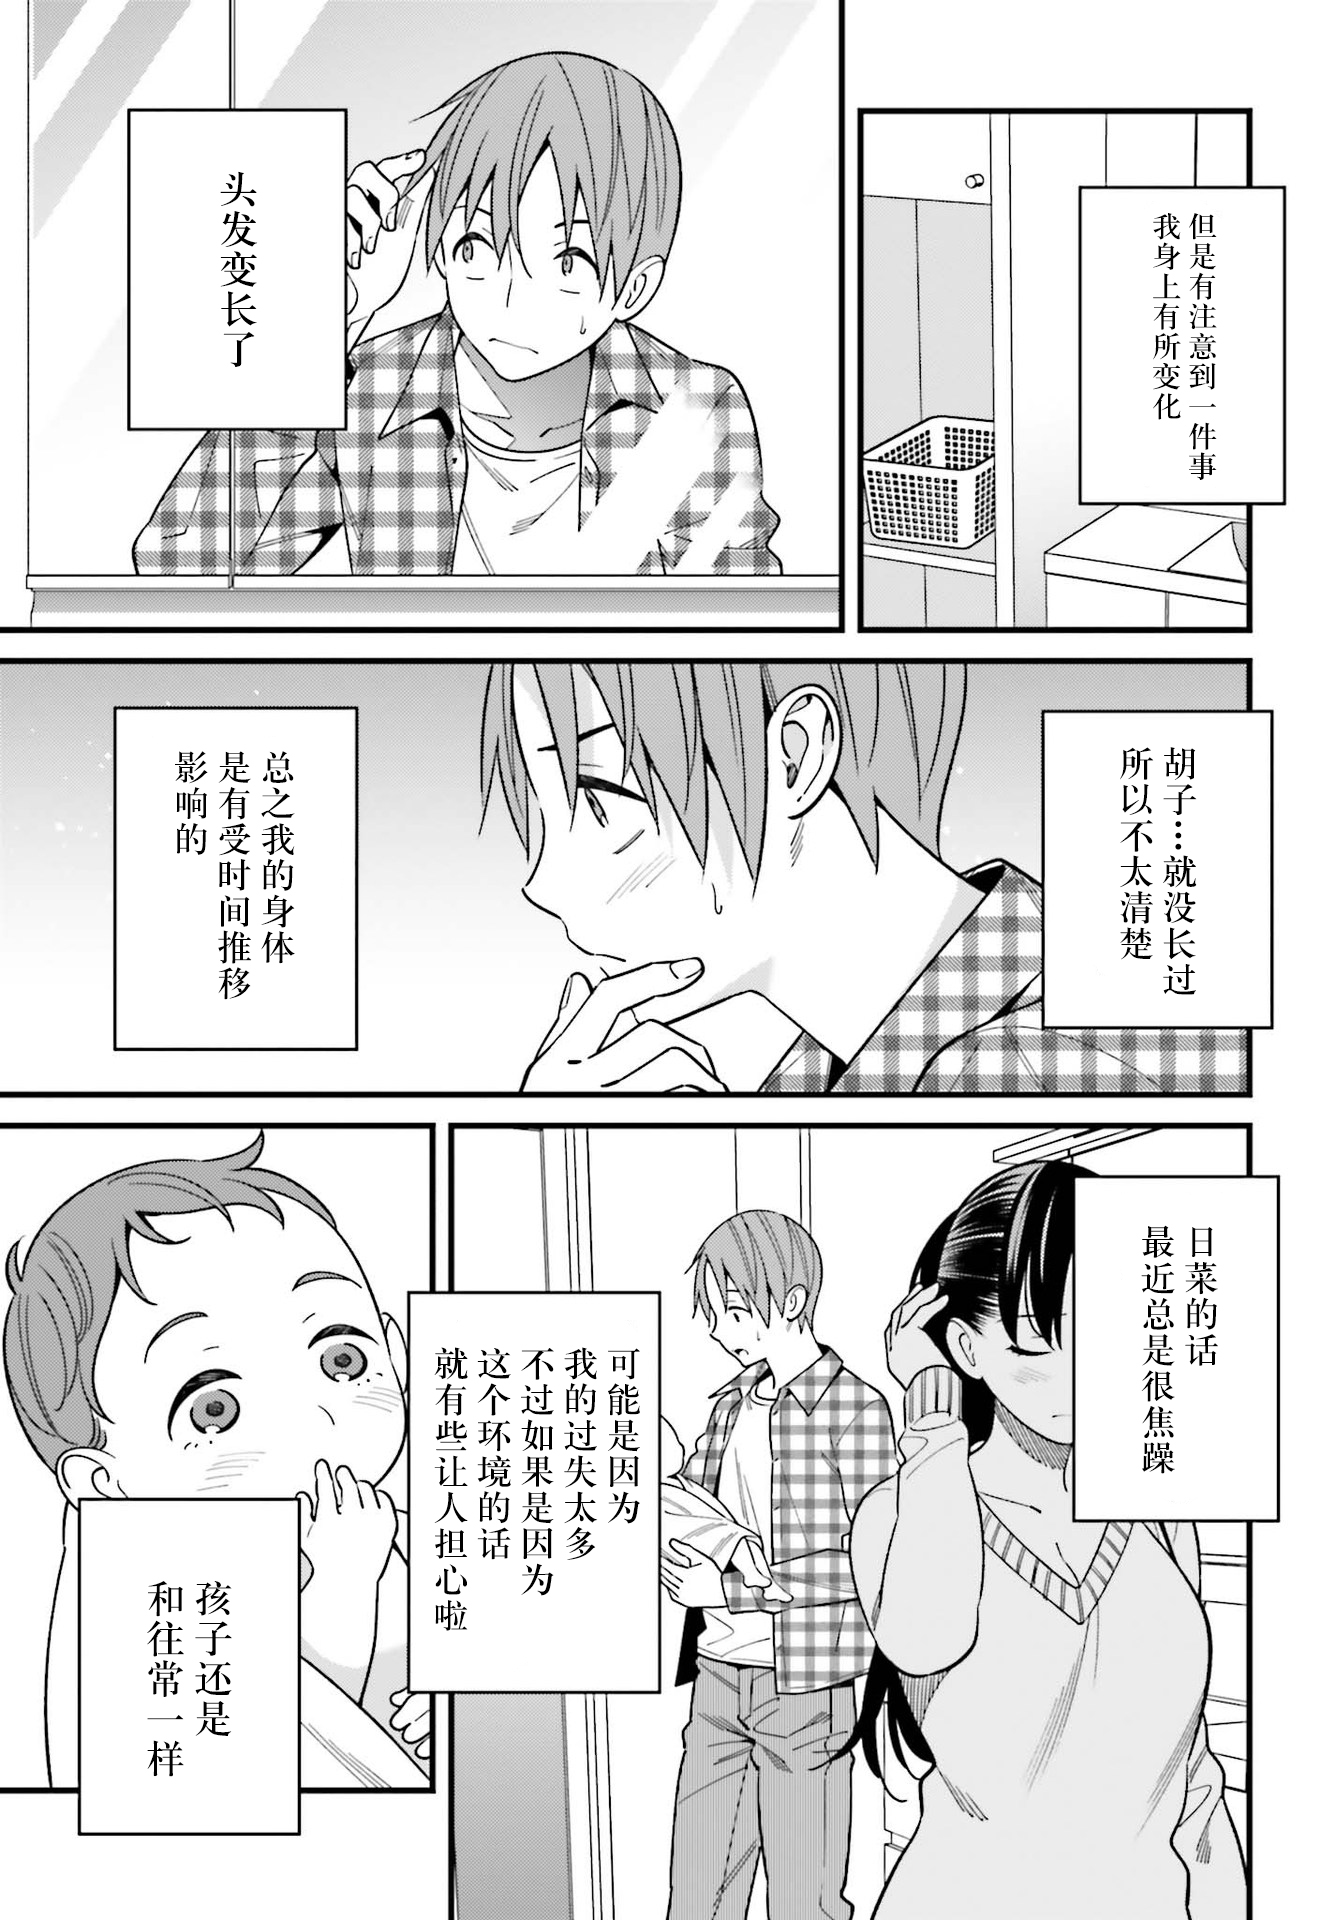 但是有注意到一件事
我身上有所变化
头发变长了
胡子…就没长过
所以不太清楚
总之我的身体
是有受时间推移
影响的
日菜的话
最近总是很焦躁
可能是因为
我的过失太多
不过如果是因为
这个环境的话
就有些让人担心啦
孩子还是
和往常一样